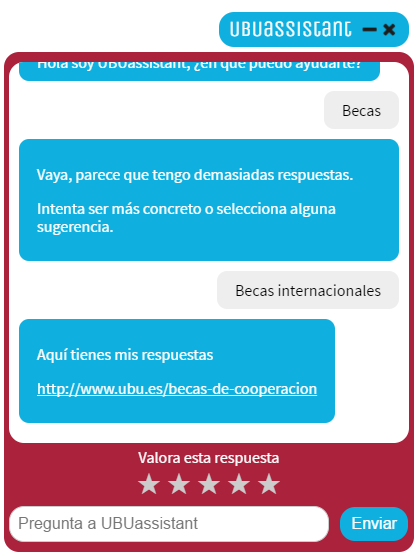 UBUassistant
Hola soy UBUassistant, ¿en qué puedo ayudarte?
Becas
Vaya, parece que tengo demasiadas respuestas.
Intenta ser más concreto o selecciona alguna
sugerencia.
Becas internacionales
Aquí tienes mis respuestas
http://www.ubu.es/becas-de-cooperacion
Valora esta respuesta
Pregunta a UBUassistant
Enviar